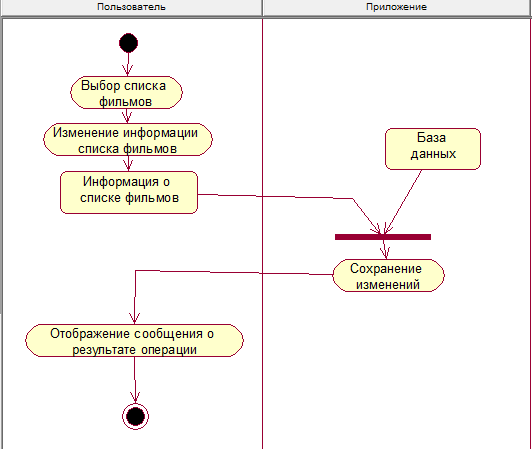 Пользователь
Приложение
Выбор списка
фильмов
Изменение информации
списка фильмов
Информация о
списке фильмов
База
данных
Сохранение
изменений
Отображение сообщения о
результате операции